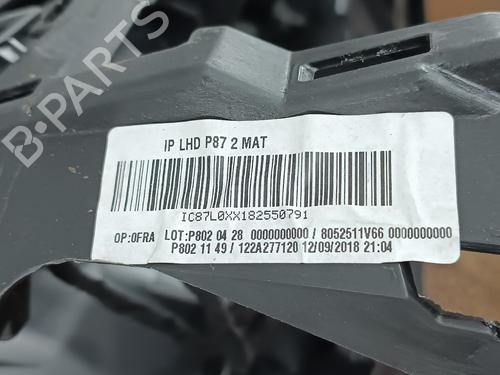 B-PARTS
IP LHD P87 2 MAT
IC87L0XX182550791
OP:0FRA LOT:P802 04 28 0000000000 / 8052511V66 0000000000
P802 11 49 / 122A277120 12/09/2018 21:04